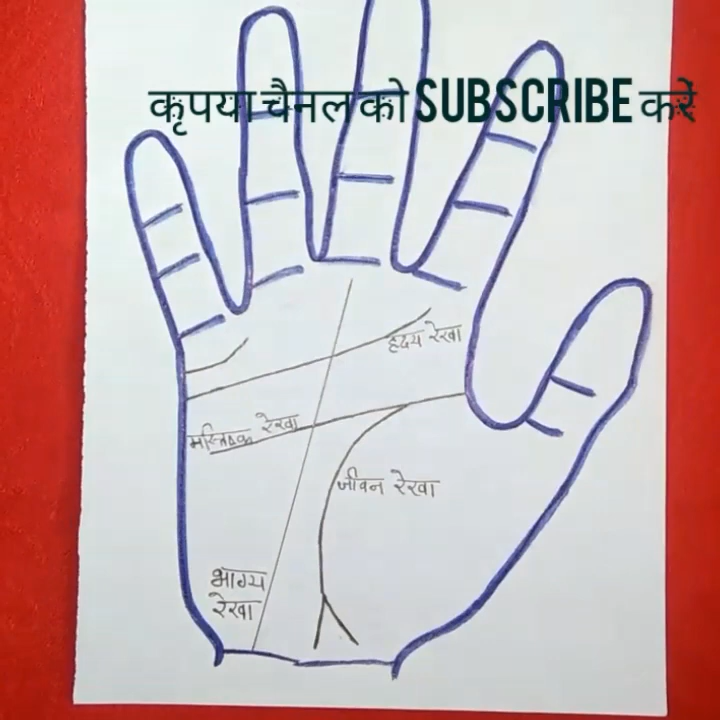 कृपया चैनल को SUBSCRIBE करें
हृदय रेखा
मस्तिष्क रेखा
जीवन रेखा
भाग्य
रेखा